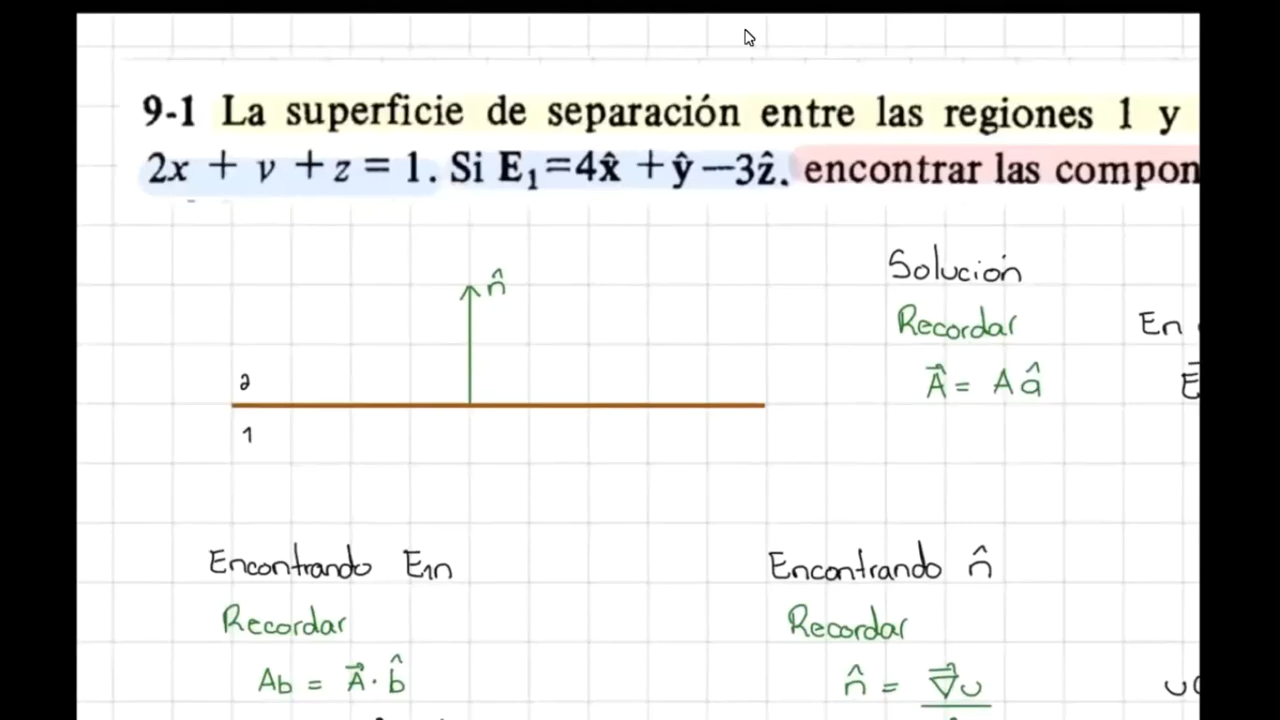 9-1 La superficie de separación entre las regiones 1 y
2x + y + z = 1. Si E₁=4x̂ +ŷ−3ẑ. encontrar las compon
n̂
Solución
Recordar
En
A⃗ = A â
E⃗
2
1
Encontrando E1n
Recordar
Ab = A⃗ · b̂
Encontrando n̂
Recordar
n̂ = ∇⃗u
u(